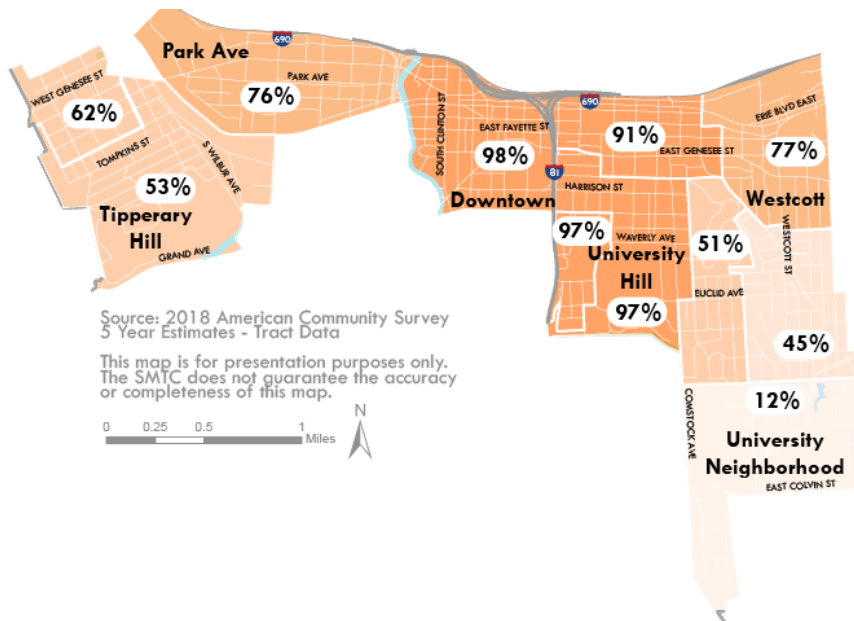 690
Park Ave
PARK AVE
76%
WEST GENESEE ST
62%
TOMPKINS ST
S WILBUR AVE
53%
Tipperary
Hill
GRAND AVE
SOUTH CLINTON ST
EAST FAYETTE ST
98%
Downtown
81
690
91%
EAST GENESEE ST
HARRISON ST
ERIE BLVD EAST
77%
Westcott
WESTCOTT ST
97%
WAVERLY AVE
University
Hill
97%
51%
EUCLID AVE
45%
12%
COMSTOCK AVE
University
Neighborhood
EAST COLVIN ST
Source: 2018 American Community Survey
5 Year Estimates - Tract Data
This map is for presentation purposes only.
The SMTC does not guarantee the accuracy
or completeness of this map.
N
0 0.25 0.5 1
Miles